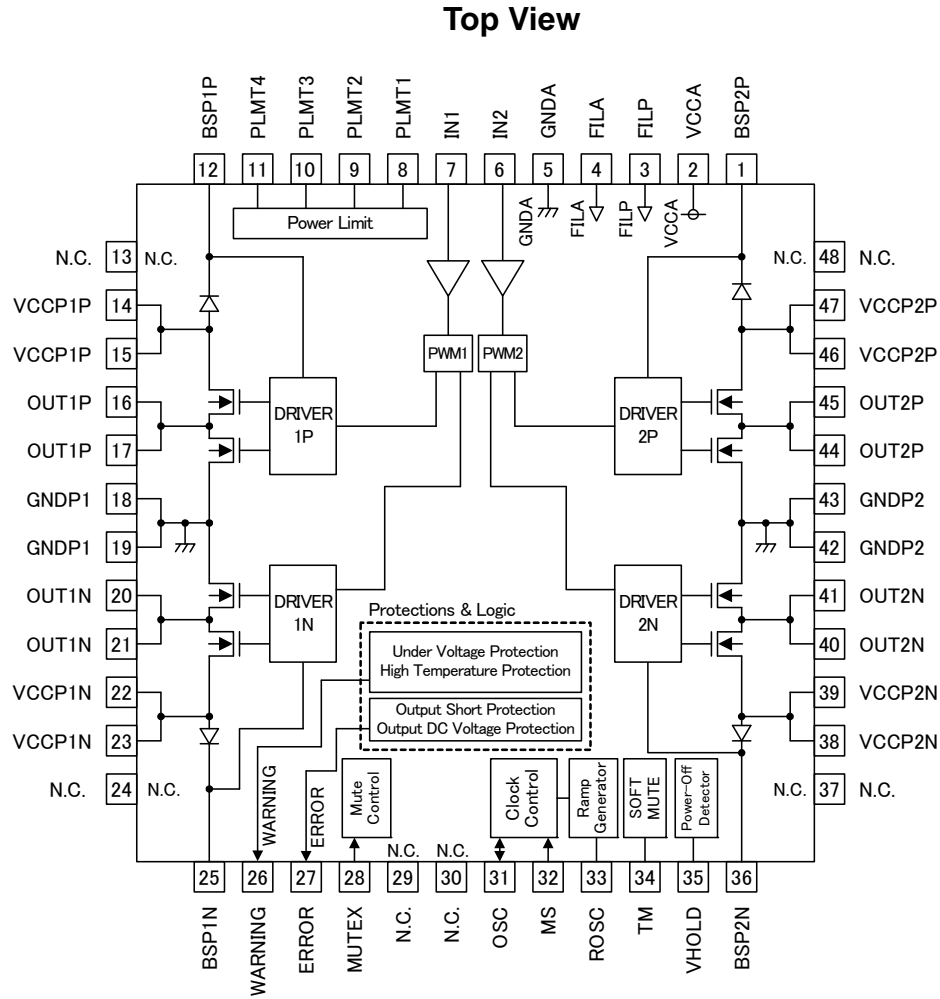 Top View
BSP1P
PLMT4
PLMT3
PLMT2
PLMT1
IN1
IN2
GNDA
FILA
FILP
VCCA
BSP2P
12
11
10
9
8
7
6
5
4
3
2
1
Power Limit
GNDA
FILA
FILP
VCCA
N.C. 13 N.C.
N.C. 48 N.C.
VCCP1P 14
47 VCCP2P
VCCP1P 15
46 VCCP2P
PWM1
PWM2
OUT1P 16
45 OUT2P
DRIVER
1P
DRIVER
2P
OUT1P 17
44 OUT2P
GNDP1 18
43 GNDP2
GNDP1 19
42 GNDP2
OUT1N 20
41 OUT2N
DRIVER
1N
DRIVER
2N
OUT1N 21
40 OUT2N
Protections & Logic
Under Voltage Protection
High Temperature Protection
Output Short Protection
Output DC Voltage Protection
VCCP1N 22
39 VCCP2N
VCCP1N 23
38 VCCP2N
N.C. 24 N.C.
N.C. 37 N.C.
WARNING
ERROR
Mute
Control
Clock
Control
Ramp
Generator
SOFT
MUTE
Power-Off
Detector
N.C.
N.C.
25
26
27
28
29
30
31
32
33
34
35
36
BSP1N
WARNING
ERROR
MUTEX
N.C.
N.C.
OSC
MS
ROSC
TM
VHOLD
BSP2N